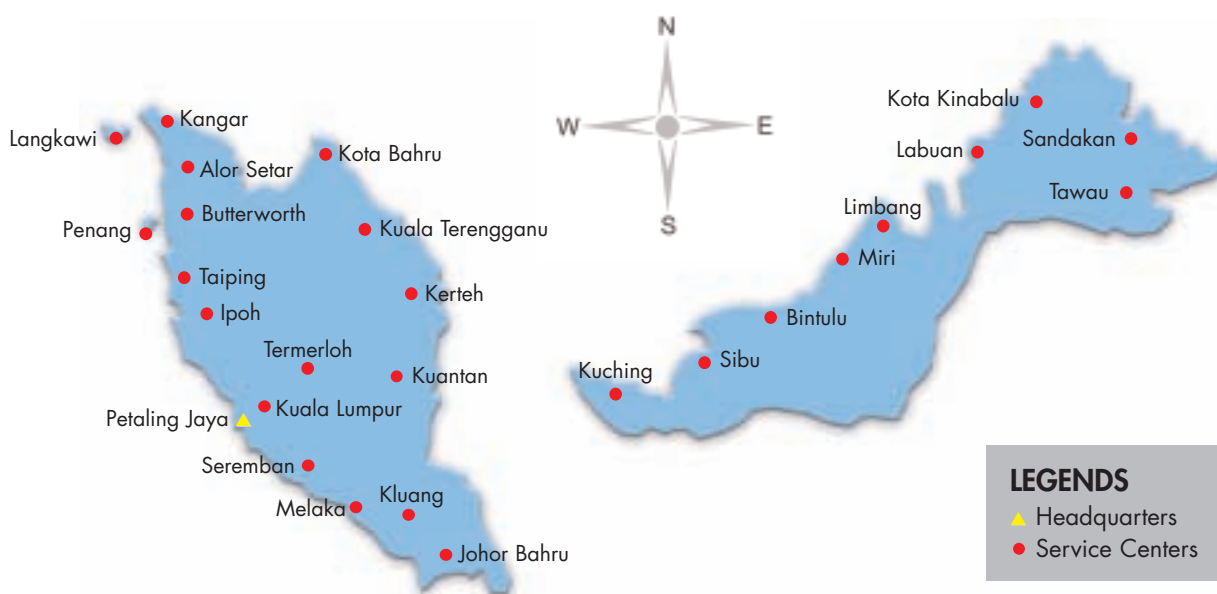 N
W
E
S
Langkawi
Kangar
Alor Setar
Kota Bahru
Butterworth
Penang
Kuala Terengganu
Taiping
Kerteh
Ipoh
Termerloh
Kuantan
Kuala Lumpur
Petaling Jaya
Seremban
Melaka
Kluang
Johor Bahru
Kota Kinabalu
Sandakan
Labuan
Tawau
Limbang
Miri
Bintulu
Sibu
Kuching
LEGENDS
Headquarters
Service Centers